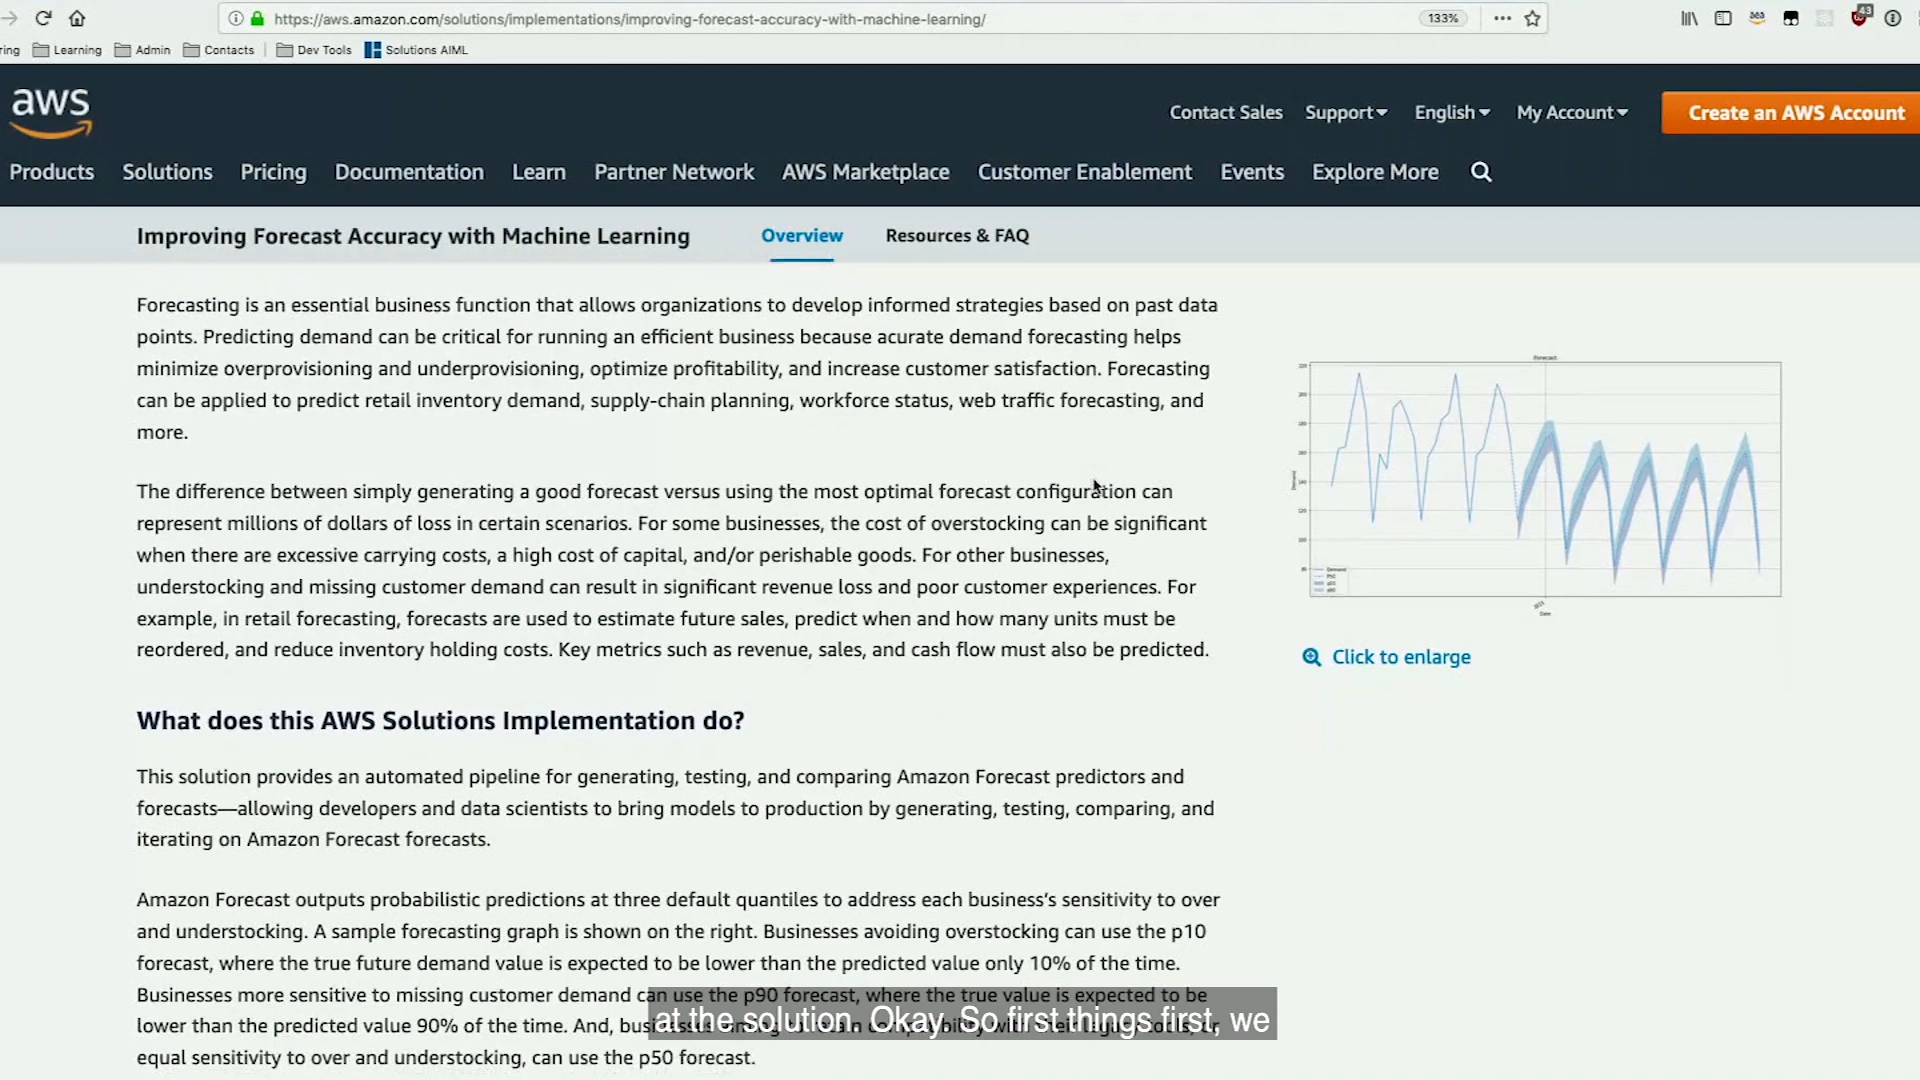 https://aws.amazon.com/solutions/implementations/improving-forecast-accuracy-with-machine-learning/
133%
43
ring Learning Admin Contacts Dev Tools Solutions AIML
aws
Contact Sales Support English My Account Create an AWS Account
Products Solutions Pricing Documentation Learn Partner Network AWS Marketplace Customer Enablement Events Explore More
Improving Forecast Accuracy with Machine Learning Overview Resources & FAQ
Forecasting is an essential business function that allows organizations to develop informed strategies based on past data
points. Predicting demand can be critical for running an efficient business because acurate demand forecasting helps
minimize overprovisioning and underprovisioning, optimize profitability, and increase customer satisfaction. Forecasting
can be applied to predict retail inventory demand, supply-chain planning, workforce status, web traffic forecasting, and
more.
The difference between simply generating a good forecast versus using the most optimal forecast configuration can
represent millions of dollars of loss in certain scenarios. For some businesses, the cost of overstocking can be significant
when there are excessive carrying costs, a high cost of capital, and/or perishable goods. For other businesses,
understocking and missing customer demand can result in significant revenue loss and poor customer experiences. For
example, in retail forecasting, forecasts are used to estimate future sales, predict when and how many units must be
reordered, and reduce inventory holding costs. Key metrics such as revenue, sales, and cash flow must also be predicted.
Forecast
Demand
Date
Click to enlarge
What does this AWS Solutions Implementation do?
This solution provides an automated pipeline for generating, testing, and comparing Amazon Forecast predictors and
forecasts—allowing developers and data scientists to bring models to production by generating, testing, comparing, and
iterating on Amazon Forecast forecasts.
Amazon Forecast outputs probabilistic predictions at three default quantiles to address each business's sensitivity to over
and understocking. A sample forecasting graph is shown on the right. Businesses avoiding overstocking can use the p10
forecast, where the true future demand value is expected to be lower than the predicted value only 10% of the time.
Businesses more sensitive to missing customer demand can use the p90 forecast, where the true value is expected to be
lower than the predicted value 90% of the time. And,
equal sensitivity to over and understocking, can use the p50 forecast.
at the solution. Okay. So first things first, we